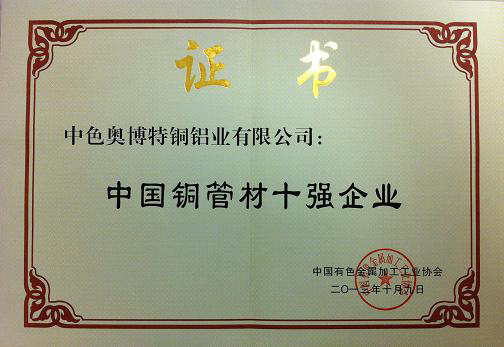 证书
中色奥博特铜铝业有限公司：
中国铜管材十强企业
中国有色金属加工工业协会
二〇一三年十月九日